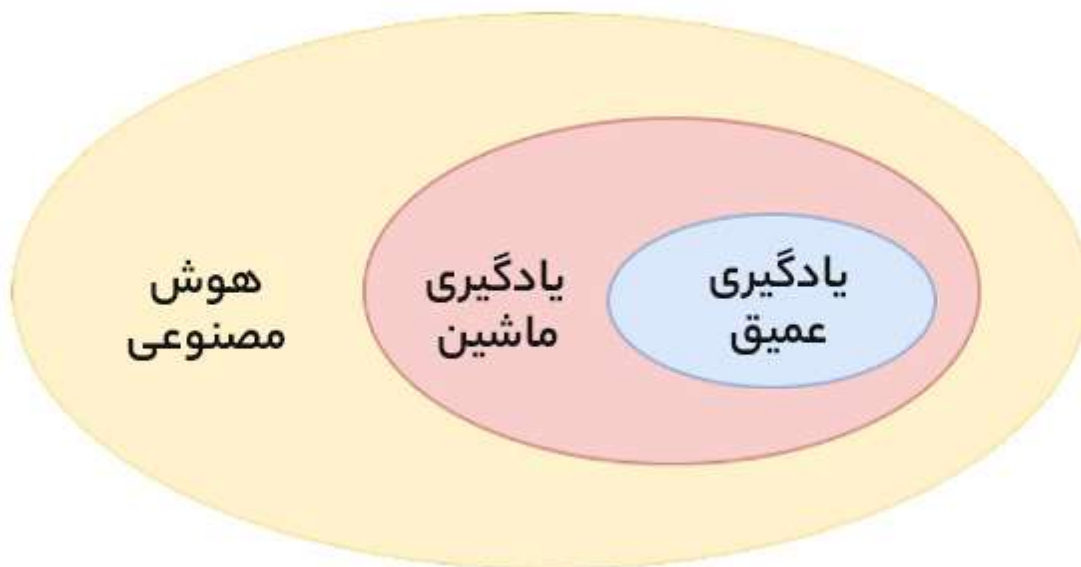 هوش
مصنوعی
یادگیری
ماشین
یادگیری
عمیق